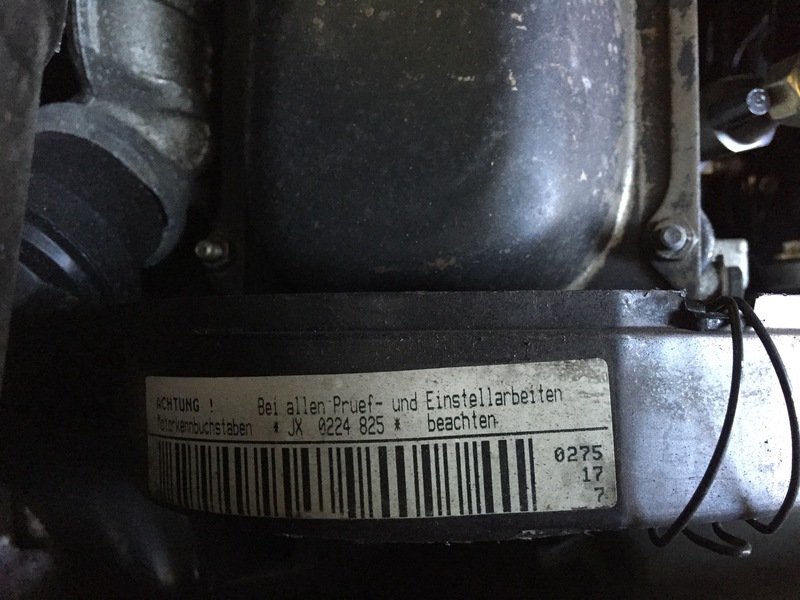 ACHTUNG ! Bei allen Pruef- und Einstellarbeiten
Motorkennbuchstaben * JX 0224 825 * beachten
0275
17
7